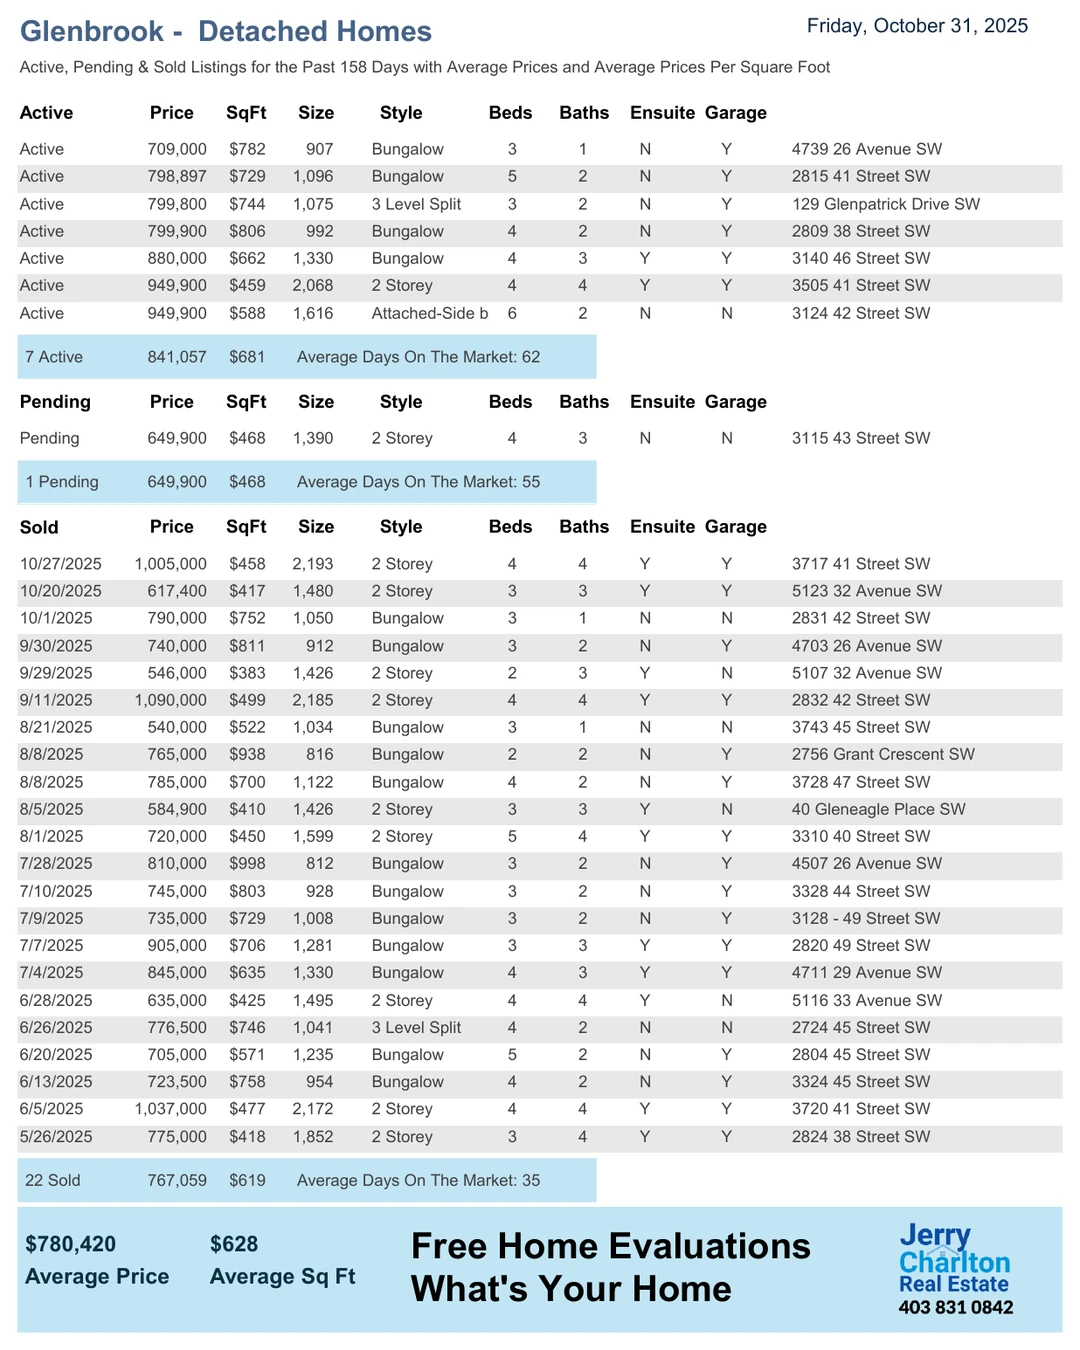 Glenbrook - Detached Homes
Friday, October 31, 2025
Active, Pending & Sold Listings for the Past 158 Days with Average Prices and Average Prices Per Square Foot
Active Price SqFt Size Style Beds Baths Ensuite Garage
Active 709,000 $782 907 Bungalow 3 1 N Y 4739 26 Avenue SW
Active 798,897 $729 1,096 Bungalow 5 2 N Y 2815 41 Street SW
Active 799,800 $744 1,075 3 Level Split 3 2 N Y 129 Glenpatrick Drive SW
Active 799,900 $806 992 Bungalow 4 2 N Y 2809 38 Street SW
Active 880,000 $662 1,330 Bungalow 4 3 Y Y 3140 46 Street SW
Active 949,900 $459 2,068 2 Storey 4 4 Y Y 3505 41 Street SW
Active 949,900 $588 1,616 Attached-Side b 6 2 N N 3124 42 Street SW
7 Active 841,057 $681 Average Days On The Market: 62
Pending Price SqFt Size Style Beds Baths Ensuite Garage
Pending 649,900 $468 1,390 2 Storey 4 3 N N 3115 43 Street SW
1 Pending 649,900 $468 Average Days On The Market: 55
Sold Price SqFt Size Style Beds Baths Ensuite Garage
10/27/2025 1,005,000 $458 2,193 2 Storey 4 4 Y Y 3717 41 Street SW
10/20/2025 617,400 $417 1,480 2 Storey 3 3 Y Y 5123 32 Avenue SW
10/1/2025 790,000 $752 1,050 Bungalow 3 1 N N 2831 42 Street SW
9/30/2025 740,000 $811 912 Bungalow 3 2 N Y 4703 26 Avenue SW
9/29/2025 546,000 $383 1,426 2 Storey 2 3 Y N 5107 32 Avenue SW
9/11/2025 1,090,000 $499 2,185 2 Storey 4 4 Y Y 2832 42 Street SW
8/21/2025 540,000 $522 1,034 Bungalow 3 1 N N 3743 45 Street SW
8/8/2025 765,000 $938 816 Bungalow 2 2 N Y 2756 Grant Crescent SW
8/8/2025 785,000 $700 1,122 Bungalow 4 2 N Y 3728 47 Street SW
8/5/2025 584,900 $410 1,426 2 Storey 3 3 Y N 40 Gleneagle Place SW
8/1/2025 720,000 $450 1,599 2 Storey 5 4 Y Y 3310 40 Street SW
7/28/2025 810,000 $998 812 Bungalow 3 2 N Y 4507 26 Avenue SW
7/10/2025 745,000 $803 928 Bungalow 3 2 N Y 3328 44 Street SW
7/9/2025 735,000 $729 1,008 Bungalow 3 2 N Y 3128 - 49 Street SW
7/7/2025 905,000 $706 1,281 Bungalow 3 3 Y Y 2820 49 Street SW
7/4/2025 845,000 $635 1,330 Bungalow 4 3 Y Y 4711 29 Avenue SW
6/28/2025 635,000 $425 1,495 2 Storey 4 4 Y N 5116 33 Avenue SW
6/26/2025 776,500 $746 1,041 3 Level Split 4 2 N N 2724 45 Street SW
6/20/2025 705,000 $571 1,235 Bungalow 5 2 N Y 2804 45 Street SW
6/13/2025 723,500 $758 954 Bungalow 4 2 N Y 3324 45 Street SW
6/5/2025 1,037,000 $477 2,172 2 Storey 4 4 Y Y 3720 41 Street SW
5/26/2025 775,000 $418 1,852 2 Storey 3 4 Y Y 2824 38 Street SW
22 Sold 767,059 $619 Average Days On The Market: 35
$780,420 $628
Average Price Average Sq Ft
Free Home Evaluations
What's Your Home
Jerry
Charlton
Real Estate
403 831 0842